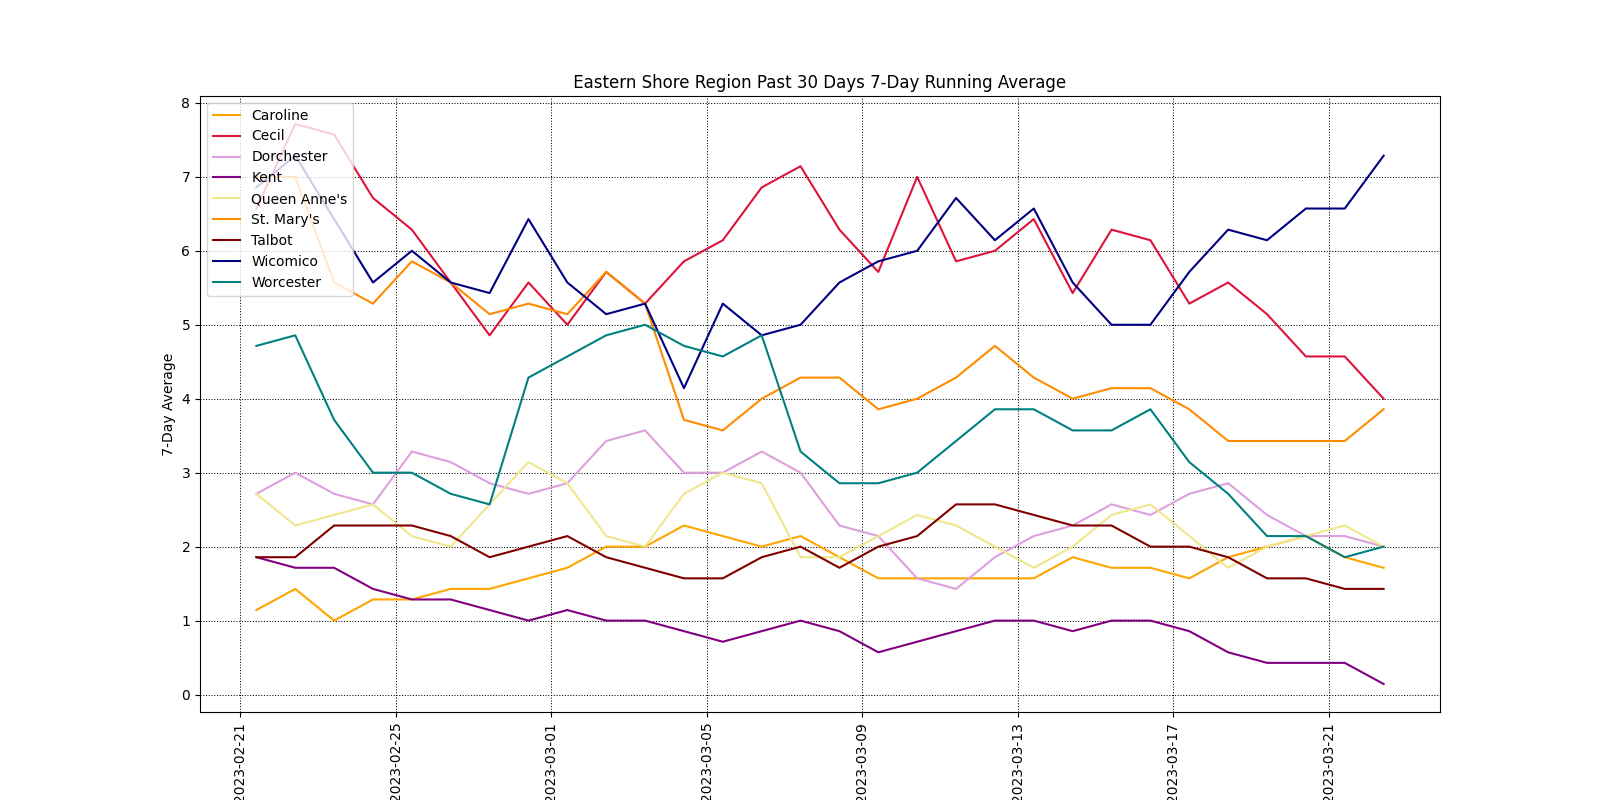 Eastern Shore Region Past 30 Days 7-Day Running Average
8
7
6
5
4
3
2
1
0
7-Day Average
Caroline
Cecil
Dorchester
Kent
Queen Anne's
St. Mary's
Talbot
Wicomico
Worcester
2023-02-21
2023-02-25
2023-03-01
2023-03-05
2023-03-09
2023-03-13
2023-03-17
2023-03-21